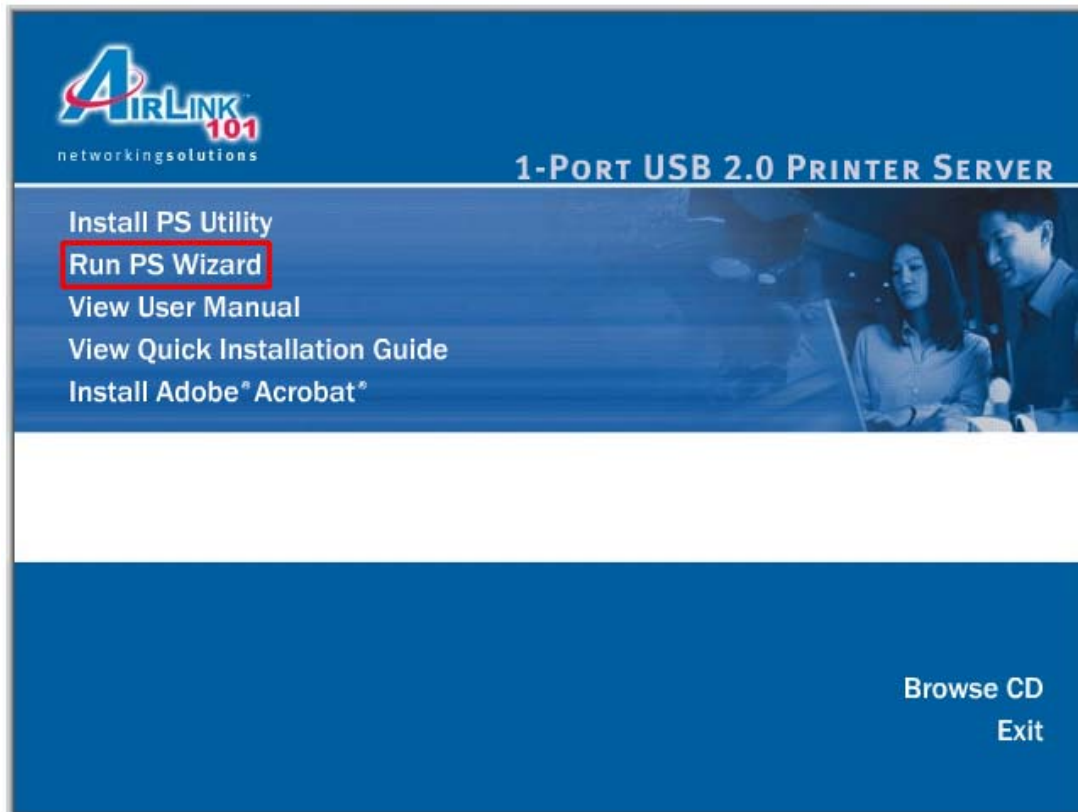 AIRLINK™
101
networkingsolutions
1-PORT USB 2.0 PRINTER SERVER
Install PS Utility
Run PS Wizard
View User Manual
View Quick Installation Guide
Install Adobe® Acrobat®
Browse CD
Exit